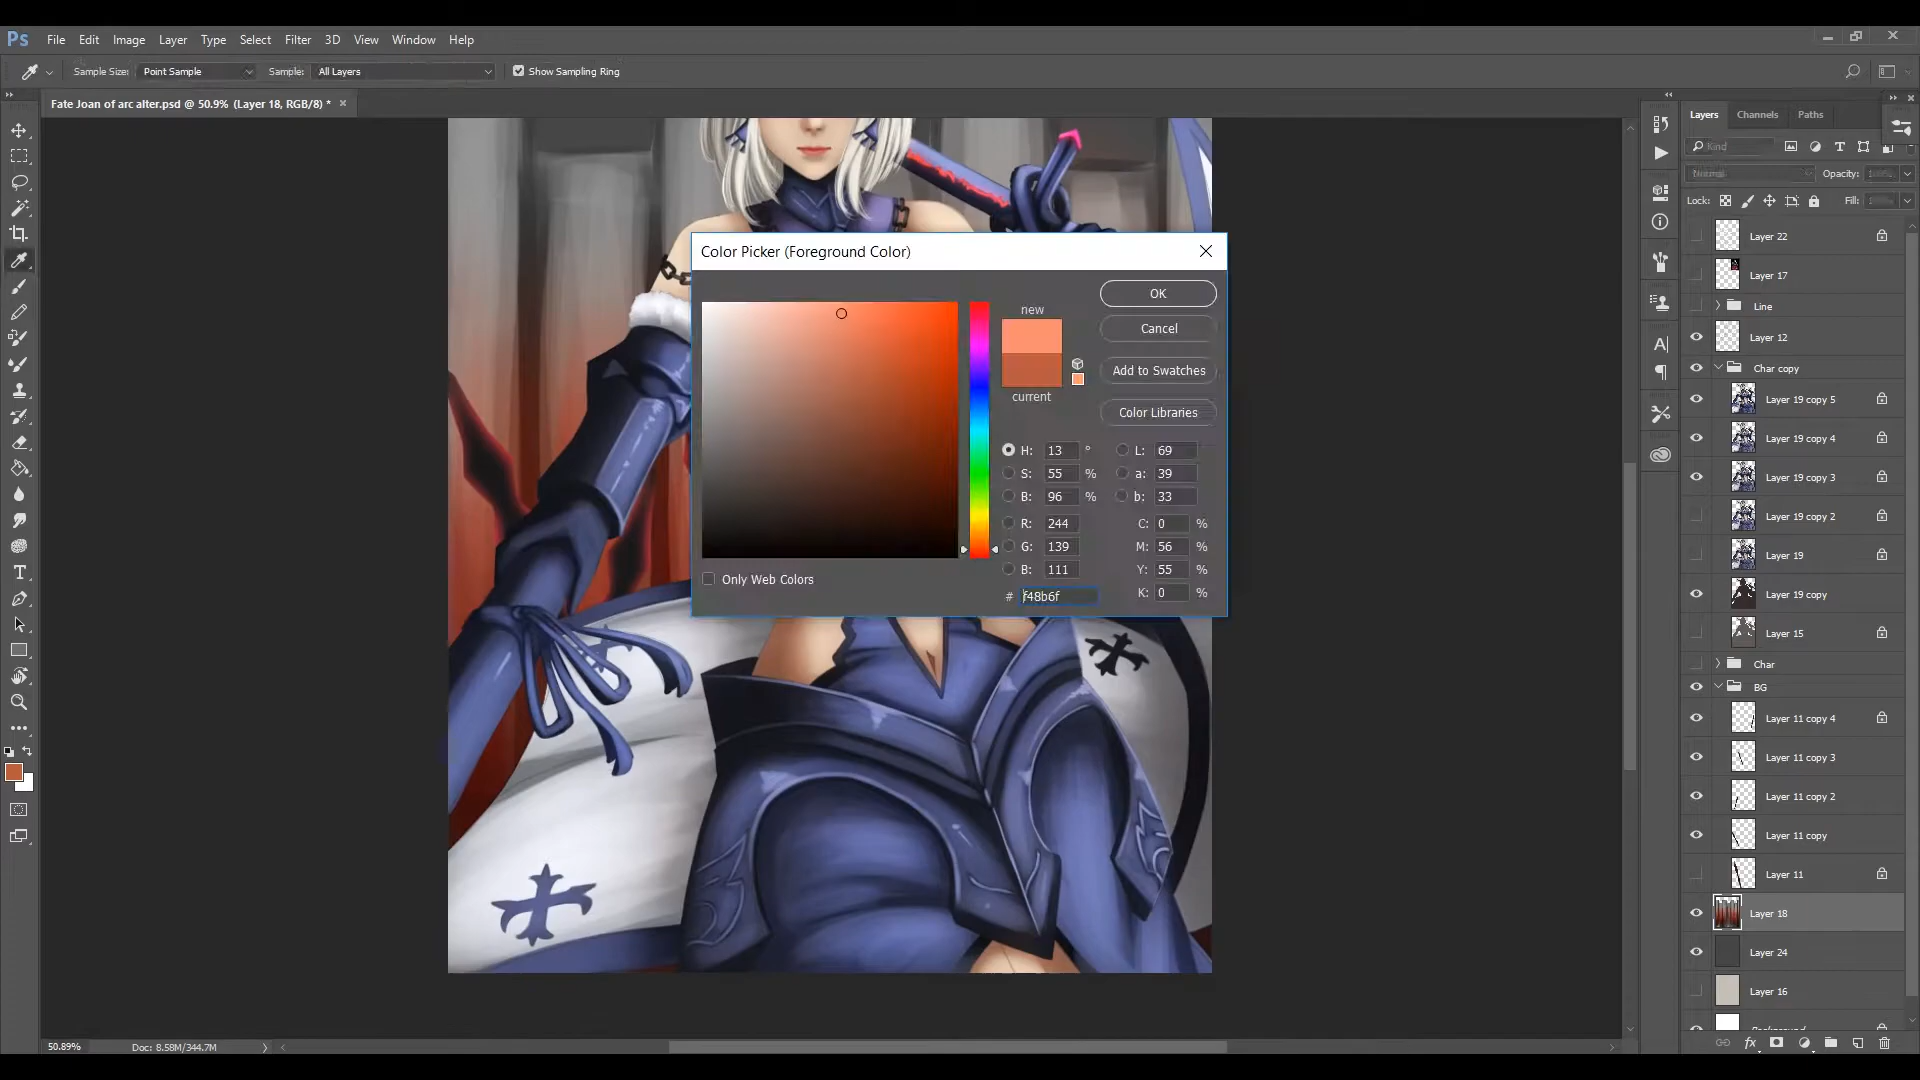 Ps File Edit Image Layer Type Select Filter 3D View Window Help
Sample Size: Point Sample Sample: All Layers Show Sampling Ring
Fate Joan of arc alter.psd @ 50.9% (Layer 18, RGB/8) * ×
Layers Channels Paths
Kind
Normal Opacity: 100%
Lock: Fill:
Layer 22
Layer 17
Line
Layer 12
Char copy
Layer 19 copy 5
Layer 19 copy 4
Layer 19 copy 3
Layer 19 copy 2
Layer 19
Layer 19 copy
Layer 15
Char
BG
Layer 11 copy 4
Layer 11 copy 3
Layer 11 copy 2
Layer 11 copy
Layer 11
Layer 18
Layer 24
Layer 16
Background
Color Picker (Foreground Color)
new
current
OK
Cancel
Add to Swatches
Color Libraries
H: 13 ° L: 69
S: 55 % a: 39
B: 96 % b: 33
R: 244 C: 0 %
G: 139 M: 56 %
B: 111 Y: 55 %
# f48b6f K: 0 %
Only Web Colors
50.89% Doc: 8.58M/344.7M